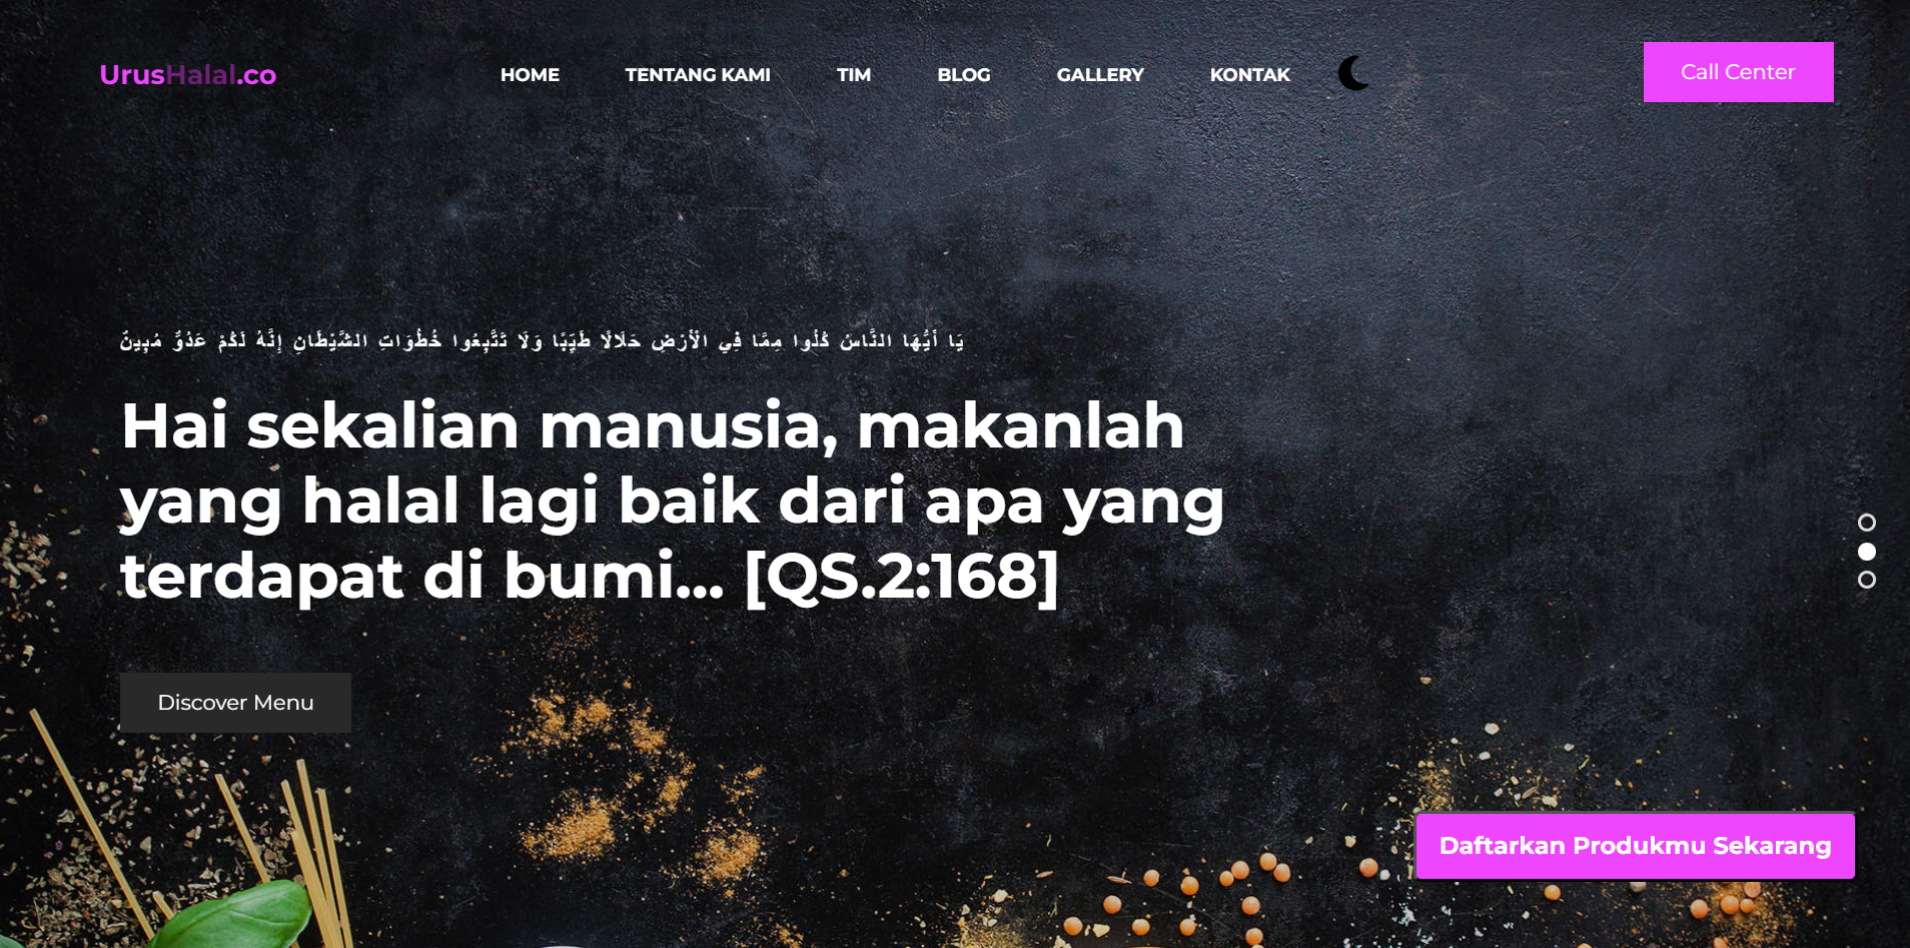 UrusHalal.co
HOME
TENTANG KAMI
TIM
BLOG
GALLERY
KONTAK
Call Center
يَا أَيُّهَا النَّاسُ كُلُوا مِمَّا فِي الْأَرْضِ حَلَالًا طَيِّبًا وَلَا تَتَّبِعُوا خُطُوَاتِ الشَّيْطَانِ إِنَّهُ لَكُمْ عَدُوٌّ مُبِينٌ
Hai sekalian manusia, makanlah
yang halal lagi baik dari apa yang
terdapat di bumi... [QS.2:168]
Discover Menu
Daftarkan Produkmu Sekarang